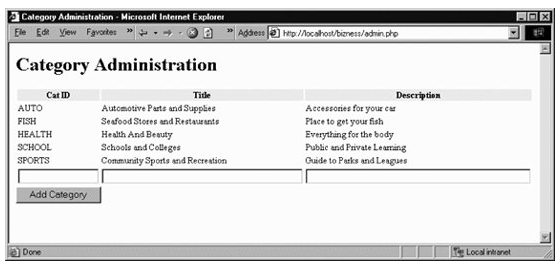 Category Administration - Microsoft Internet Explorer
File Edit View Favorites » » Address http://localhost/bizness/admin.php
Category Administration
Cat ID Title Description
AUTO Automotive Parts and Supplies Accessories for your car
FISH Seafood Stores and Restaurants Place to get your fish
HEALTH Health And Beauty Everything for the body
SCHOOL Schools and Colleges Public and Private Learning
SPORTS Community Sports and Recreation Guide to Parks and Leagues
Add Category
Done Local intranet